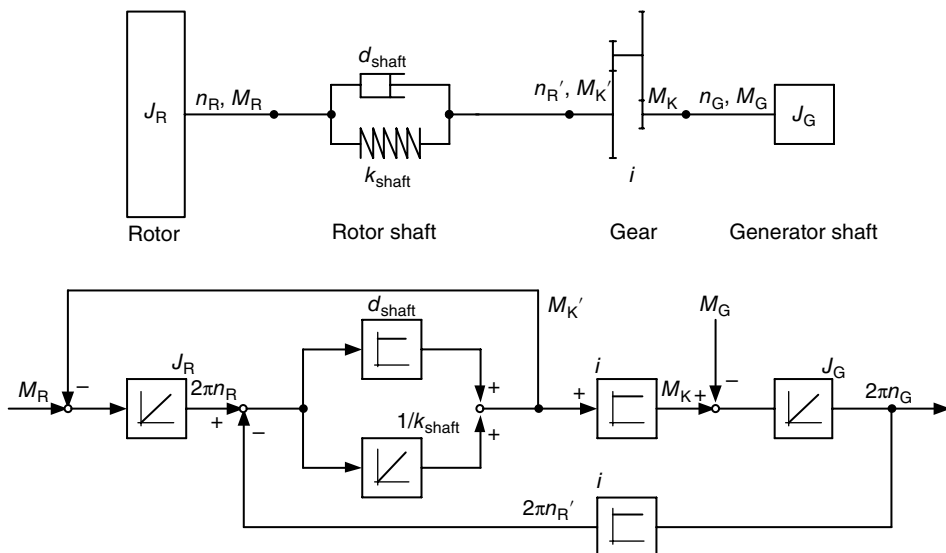 d_shaft
J_R
n_R, M_R
n_R′, M_K′
M_K
n_G, M_G
J_G
k_shaft
i
Rotor
Rotor shaft
Gear
Generator shaft
d_shaft
M_K′
M_G
M_R
−
J_R
2πn_R
+
−
1/k_shaft
+
+
+
i
M_K+
−
J_G
2πn_G
2πn_R′
i